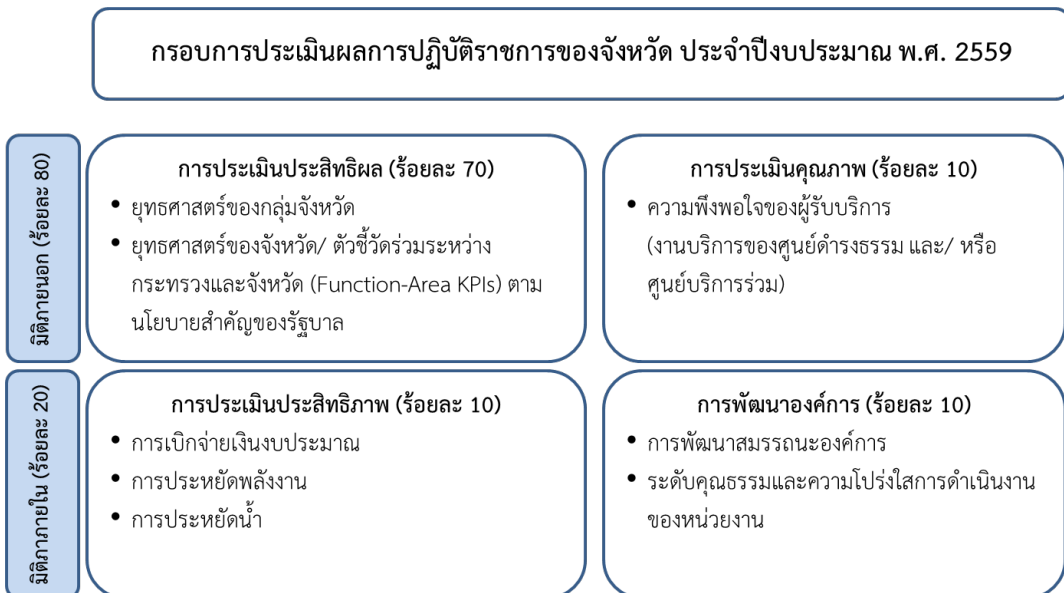 กรอบการประเมินผลการปฏิบัติราชการของจังหวัด ประจำปีงบประมาณ พ.ศ. 2559
มิติภายนอก (ร้อยละ 80)
การประเมินประสิทธิผล (ร้อยละ 70)
• ยุทธศาสตร์ของกลุ่มจังหวัด
• ยุทธศาสตร์ของจังหวัด/ ตัวชี้วัดร่วมระหว่าง
กระทรวงและจังหวัด (Function-Area KPIs) ตาม
นโยบายสำคัญของรัฐบาล
การประเมินคุณภาพ (ร้อยละ 10)
• ความพึงพอใจของผู้รับบริการ
(งานบริการของศูนย์ดำรงธรรม และ/ หรือ
ศูนย์บริการร่วม)
มิติภาภายใน (ร้อยละ 20)
การประเมินประสิทธิภาพ (ร้อยละ 10)
• การเบิกจ่ายเงินงบประมาณ
• การประหยัดพลังงาน
• การประหยัดน้ำ
การพัฒนาองค์การ (ร้อยละ 10)
• การพัฒนาสมรรถนะองค์การ
• ระดับคุณธรรมและความโปร่งใสการดำเนินงาน
ของหน่วยงาน